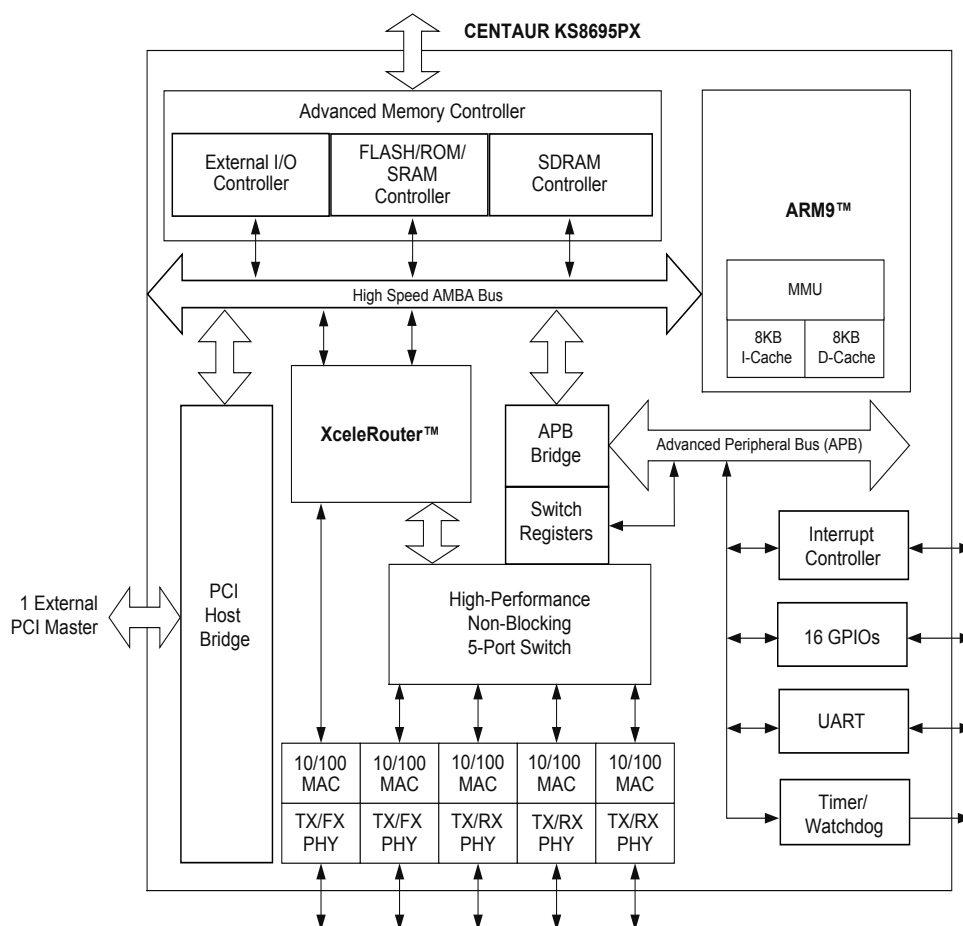 CENTAUR KS8695PX
Advanced Memory Controller
External I/O
Controller
FLASH/ROM/
SRAM
Controller
SDRAM
Controller
ARM9™
MMU
8KB
I-Cache
8KB
D-Cache
High Speed AMBA Bus
XceleRouter™
APB
Bridge
Advanced Peripheral Bus (APB)
Switch
Registers
Interrupt
Controller
1 External
PCI Master
PCI
Host
Bridge
High-Performance
Non-Blocking
5-Port Switch
16 GPIOs
UART
Timer/
Watchdog
10/100
MAC
10/100
MAC
10/100
MAC
10/100
MAC
10/100
MAC
TX/FX
PHY
TX/FX
PHY
TX/RX
PHY
TX/RX
PHY
TX/RX
PHY